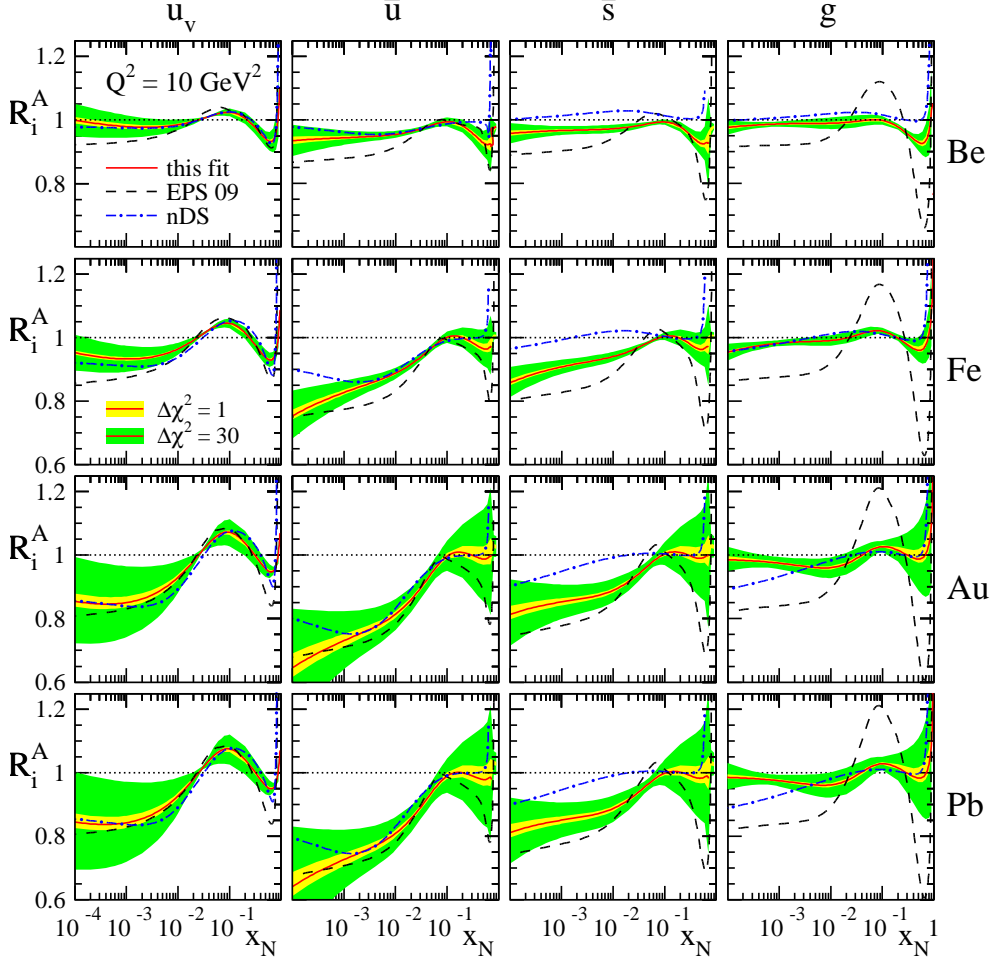 u_v ū s̄ g
1.2
R_i^A
1
0.8
Q² = 10 GeV²
this fit
EPS 09
nDS
Be
1.2
R_i^A
1
0.8
0.6
Δχ² = 1
Δχ² = 30
Fe
1.2
R_i^A
1
0.8
0.6
Au
1.2
R_i^A
1
0.8
0.6
Pb
10^-4 10^-3 10^-2 10^-1 x_N 10^-3 10^-2 10^-1 x_N 10^-3 10^-2 10^-1 x_N 10^-3 10^-2 10^-1 x_N 1